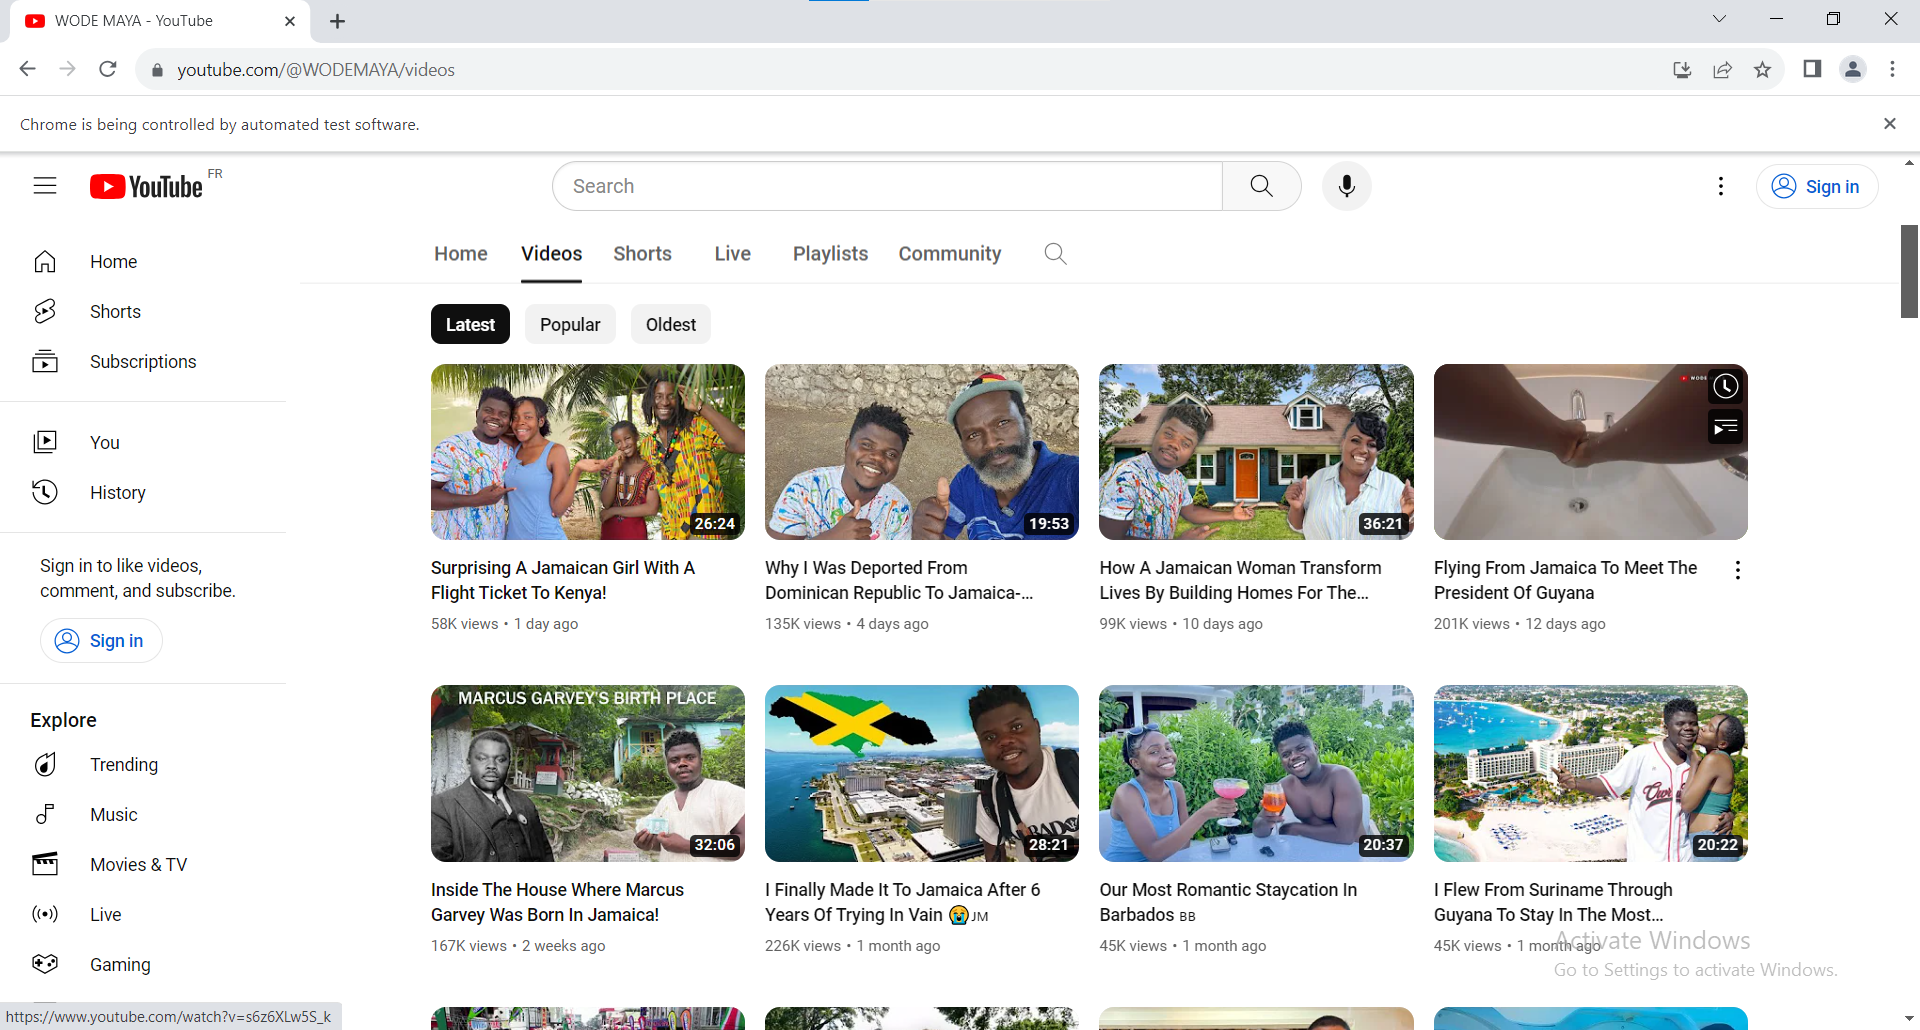 WODE MAYA - YouTube
youtube.com/@WODEMAYA/videos
Chrome is being controlled by automated test software.
YouTube FR
Search
Sign in
Home
Shorts
Subscriptions
You
History
Sign in to like videos,
comment, and subscribe.
Sign in
Explore
Trending
Music
Movies & TV
Live
Gaming
Home Videos Shorts Live Playlists Community
Latest Popular Oldest
26:24
19:53
36:21
WODE
Surprising A Jamaican Girl With A
Flight Ticket To Kenya!
58K views • 1 day ago
Why I Was Deported From
Dominican Republic To Jamaica-...
135K views • 4 days ago
How A Jamaican Woman Transform
Lives By Building Homes For The...
99K views • 10 days ago
Flying From Jamaica To Meet The
President Of Guyana
201K views • 12 days ago
MARCUS GARVEY'S BIRTH PLACE
32:06
28:21
20:37
20:22
Inside The House Where Marcus
Garvey Was Born In Jamaica!
167K views • 2 weeks ago
I Finally Made It To Jamaica After 6
Years Of Trying In Vain 😭 JM
226K views • 1 month ago
Our Most Romantic Staycation In
Barbados BB
45K views • 1 month ago
I Flew From Suriname Through
Guyana To Stay In The Most...
45K views • 1 month ago
Activate Windows
Go to Settings to activate Windows.
https://www.youtube.com/watch?v=s6z6XLw5S_k